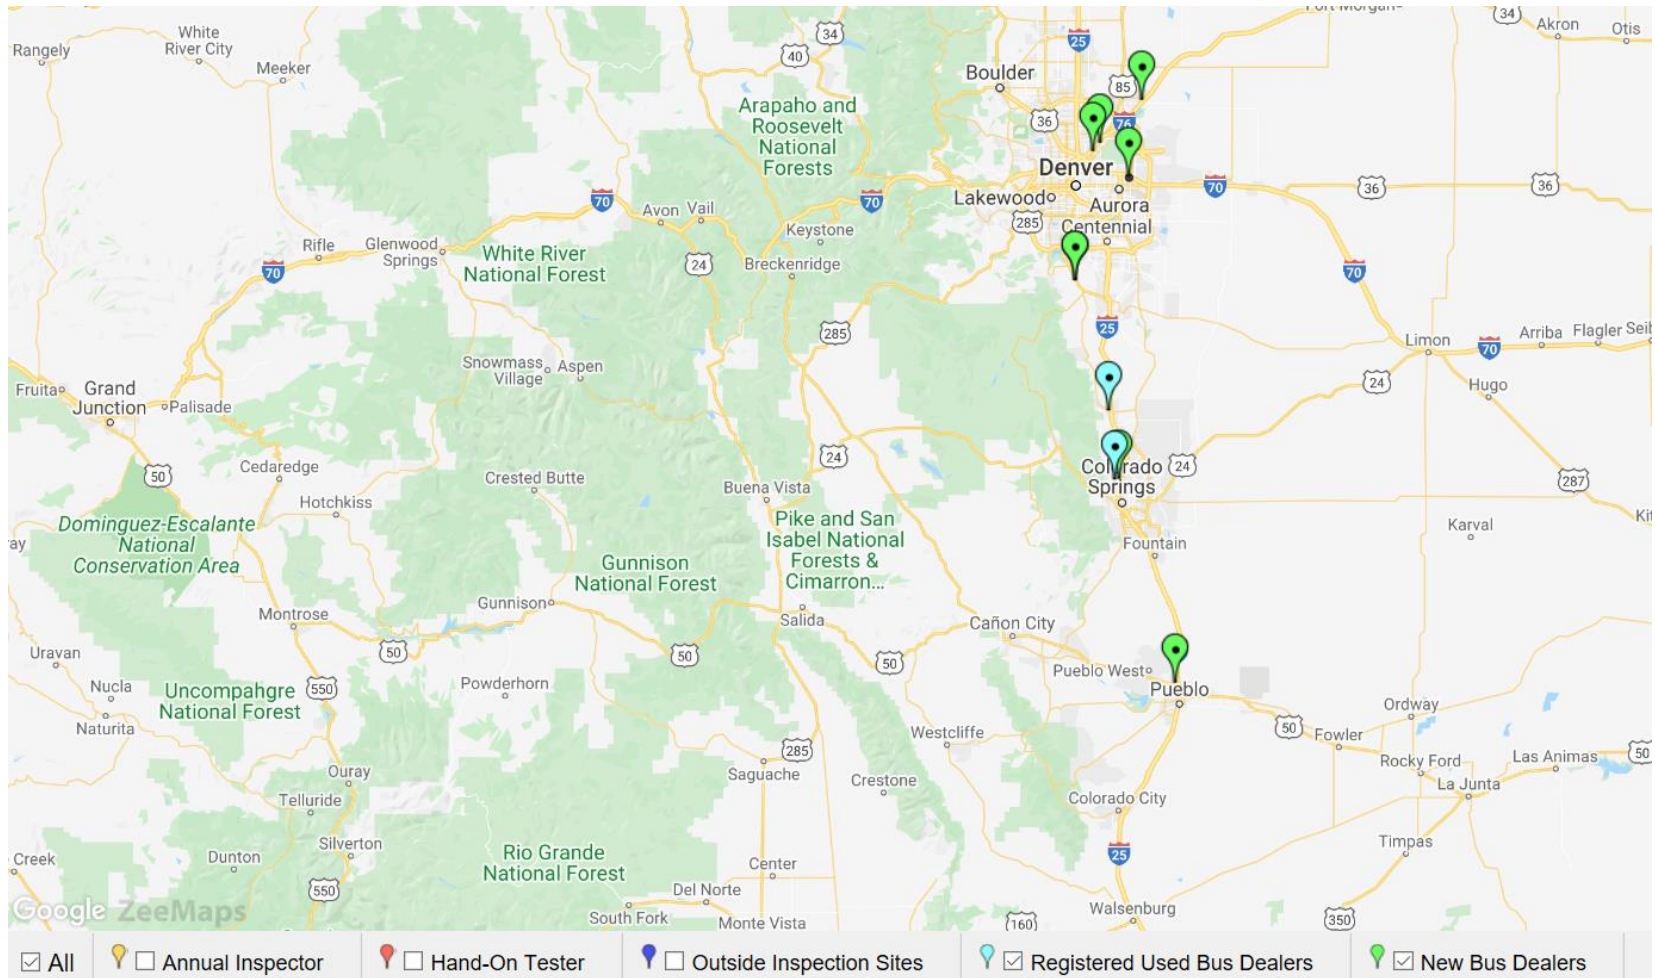 Fort Morgan
34
34
White
River City
Akron
Otis
Rangely
25
40
Meeker
Boulder
85
Arapaho and
Roosevelt
National
Forests
36
76
Denver
70
36
36
70
70
Lakewood
Aurora
Avon
Vail
285
Centennial
Keystone
Rifle
Glenwood
Springs
White River
National Forest
24
Breckenridge
70
70
25
285
Limon
Arriba
Flagler
Seib
70
Snowmass
Village
Aspen
24
Hugo
Fruita
Grand
Junction
Palisade
24
Colorado
Springs
24
Cedaredge
50
Crested Butte
Buena Vista
287
Hotchkiss
Dominguez-Escalante
National
Conservation Area
Pike and San
Isabel National
Forests &
Cimarron...
Karval
Kit
ay
Fountain
Gunnison
National Forest
Gunnison
Montrose
Salida
Cañon City
50
50
50
Uravan
Pueblo West
Nucla
Uncompahgre
National Forest
550
Powderhorn
Pueblo
Naturita
Ordway
50
Fowler
Westcliffe
285
Las Animas
50
Saguache
Rocky Ford
Ouray
Crestone
La Junta
Telluride
Colorado City
Silverton
Timpas
Creek
Dunton
Rio Grande
National Forest
Center
25
550
Del Norte
Google
ZeeMaps
South Fork
Monte Vista
160
Walsenburg
350
All
Annual Inspector
Hand-On Tester
Outside Inspection Sites
Registered Used Bus Dealers
New Bus Dealers